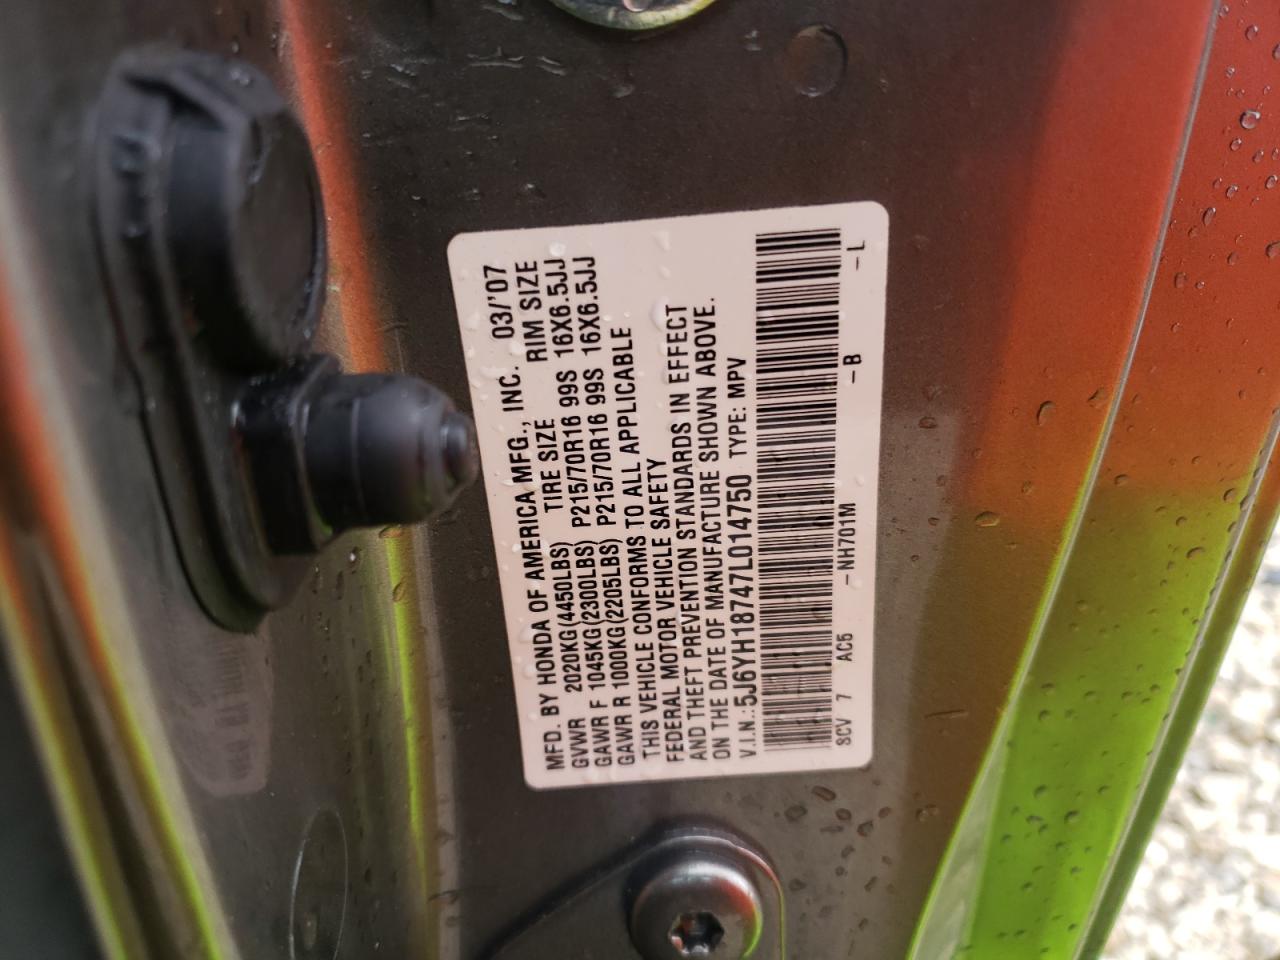 MFD. BY HONDA OF AMERICA MFG., INC. 03/'07
GVWR 2020KG(4450LBS) TIRE SIZE RIM SIZE
GAWR F 1045KG(2300LBS) P215/70R16 99S 16X6.5JJ
GAWR R 1000KG(2205LBS) P215/70R16 99S 16X6.5JJ
THIS VEHICLE CONFORMS TO ALL APPLICABLE
FEDERAL MOTOR VEHICLE SAFETY
AND THEFT PREVENTION STANDARDS IN EFFECT
ON THE DATE OF MANUFACTURE SHOWN ABOVE.
V.I.N.:5J6YH18747L014750 TYPE: MPV
SCV 7 AC5 -NH701M -B -L